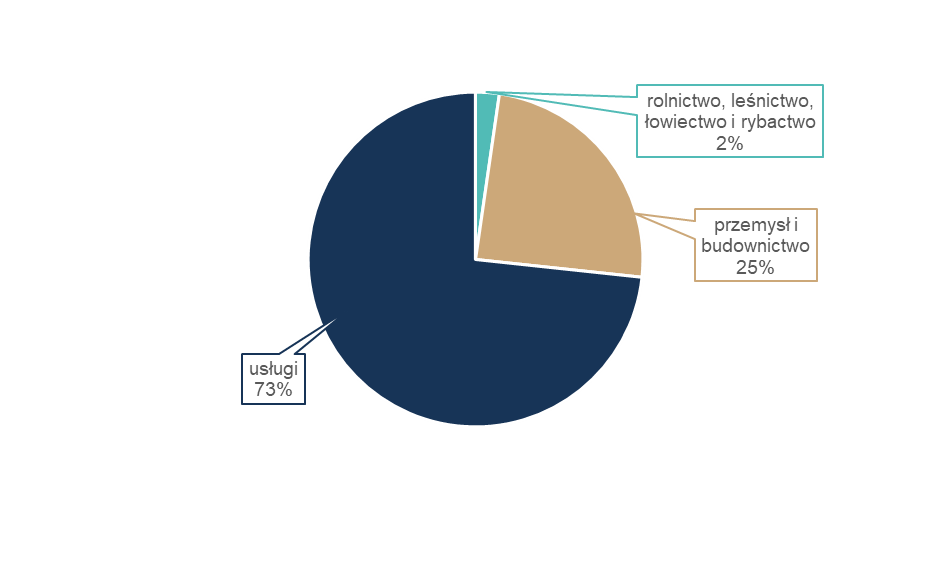 rolnictwo, leśnictwo,
łowiectwo i rybactwo
2%
przemysł i
budownictwo
25%
usługi
73%